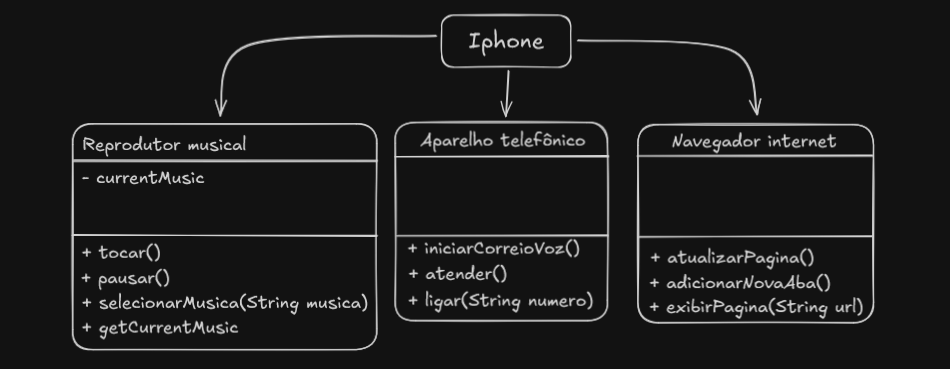 Iphone
Reprodutor musical
- currentMusic
+ tocar()
+ pausar()
+ selecionarMusica(String musica)
+ getCurrentMusic
Aparelho telefônico
+ iniciarCorreioVoz()
+ atender()
+ ligar(String numero)
Navegador internet
+ atualizarPagina()
+ adicionarNovaAba()
+ exibirPagina(String url)